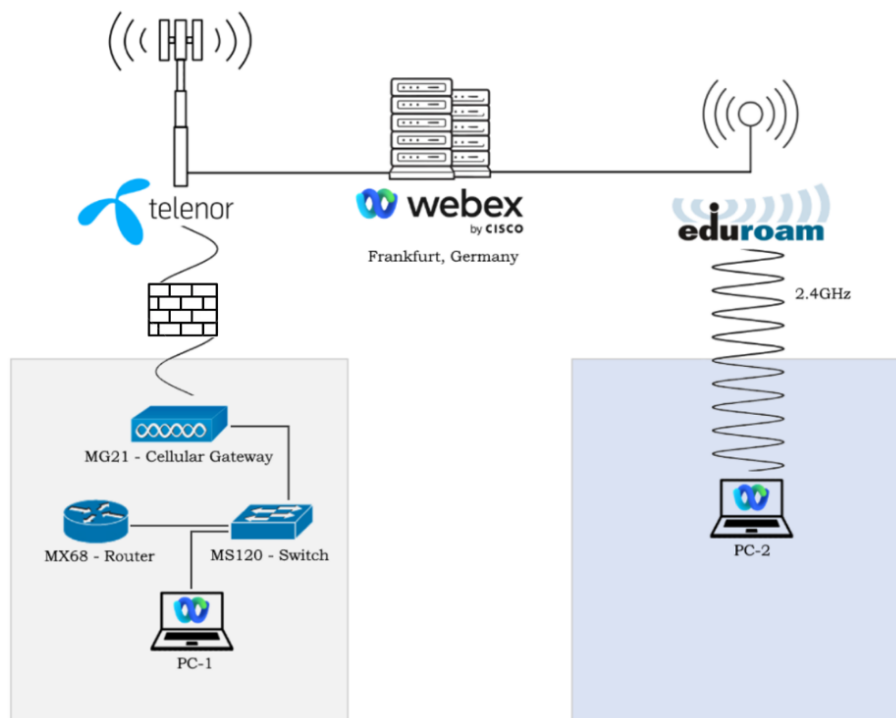 telenor
webex
by CISCO
Frankfurt, Germany
eduroam
2.4GHz
MG21 - Cellular Gateway
MX68 - Router
MS120 - Switch
PC-1
PC-2